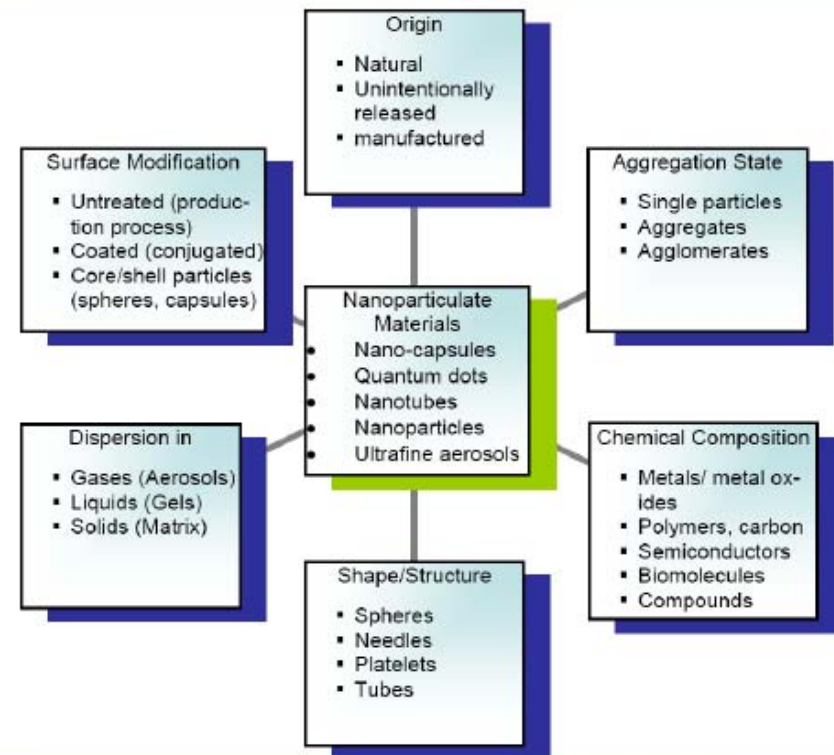 Origin
▪ Natural
▪ Unintentionally
released
▪ manufactured
Surface Modification
▪ Untreated (produc-
tion process)
▪ Coated (conjugated)
▪ Core/shell particles
(spheres, capsules)
Aggregation State
▪ Single particles
▪ Aggregates
▪ Agglomerates
Nanoparticulate
Materials
• Nano-capsules
• Quantum dots
• Nanotubes
• Nanoparticles
• Ultrafine aerosols
Dispersion in
▪ Gases (Aerosols)
▪ Liquids (Gels)
▪ Solids (Matrix)
Chemical Composition
▪ Metals/ metal ox-
ides
▪ Polymers, carbon
▪ Semiconductors
▪ Biomolecules
▪ Compounds
Shape/Structure
▪ Spheres
▪ Needles
▪ Platelets
▪ Tubes